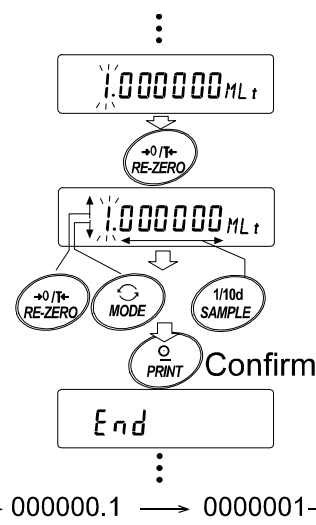 1.000000 MLt
→0/T←
RE-ZERO
1.000000 MLt
→0/T← 1/10d
RE-ZERO MODE SAMPLE
PRINT Confirm
End
000000.1 → 0000001